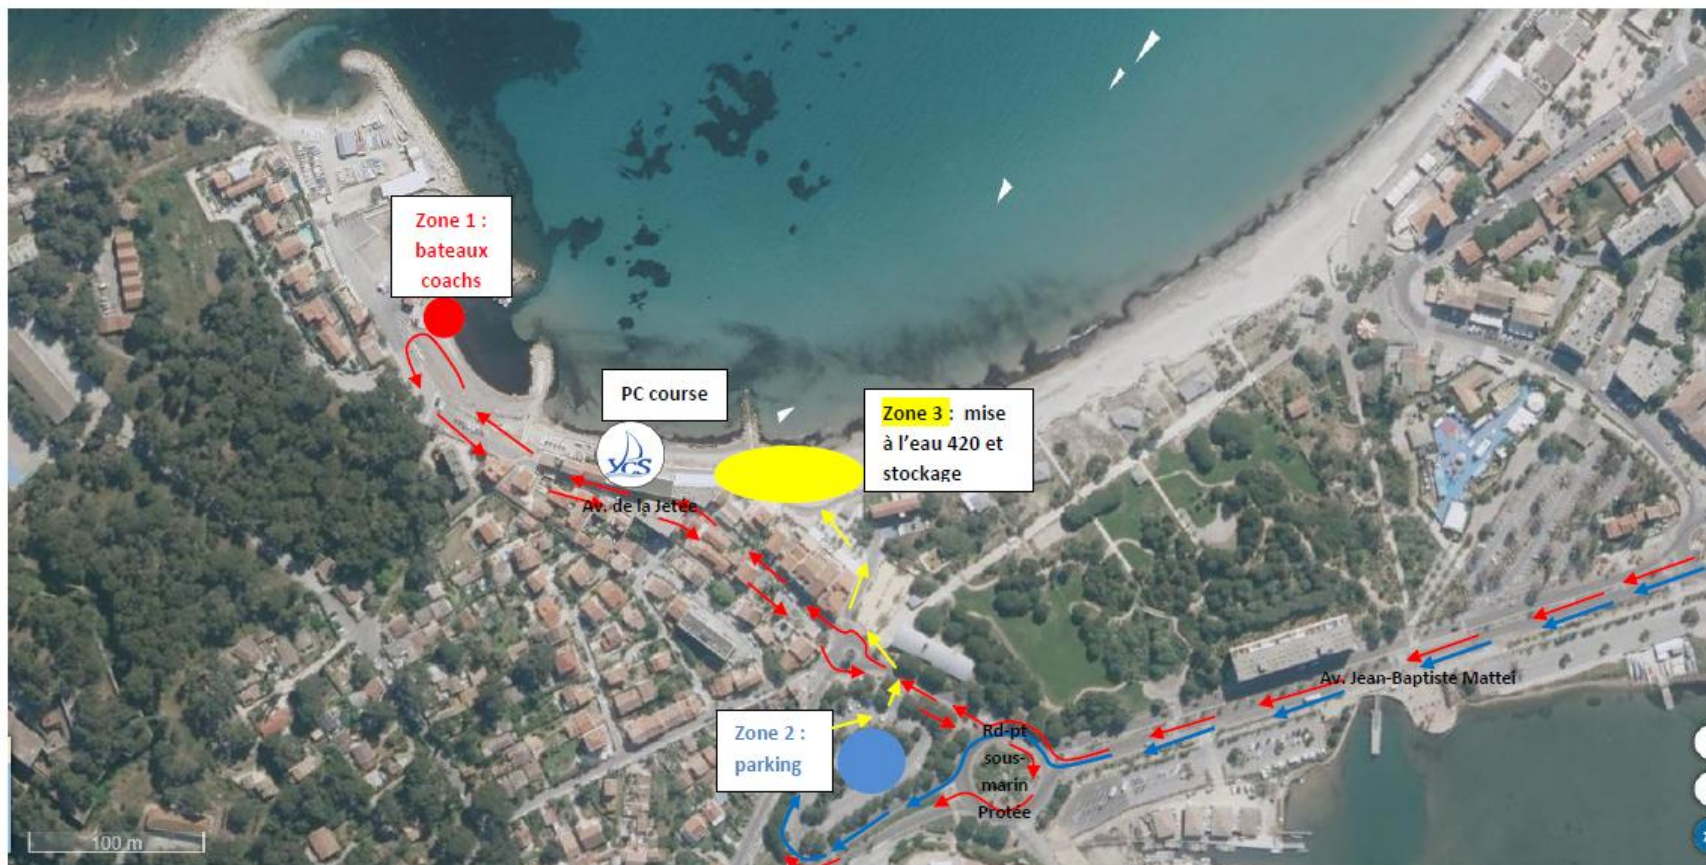 Zone 1 :
bateaux
coachs
PC course
YCS
Zone 3 : mise
à l'eau 420 et
stockage
Av. de la Jetée
Av. Jean-Baptiste Mattei
Zone 2 :
parking
Rd-pt
sous-
marin
Protée
100 m